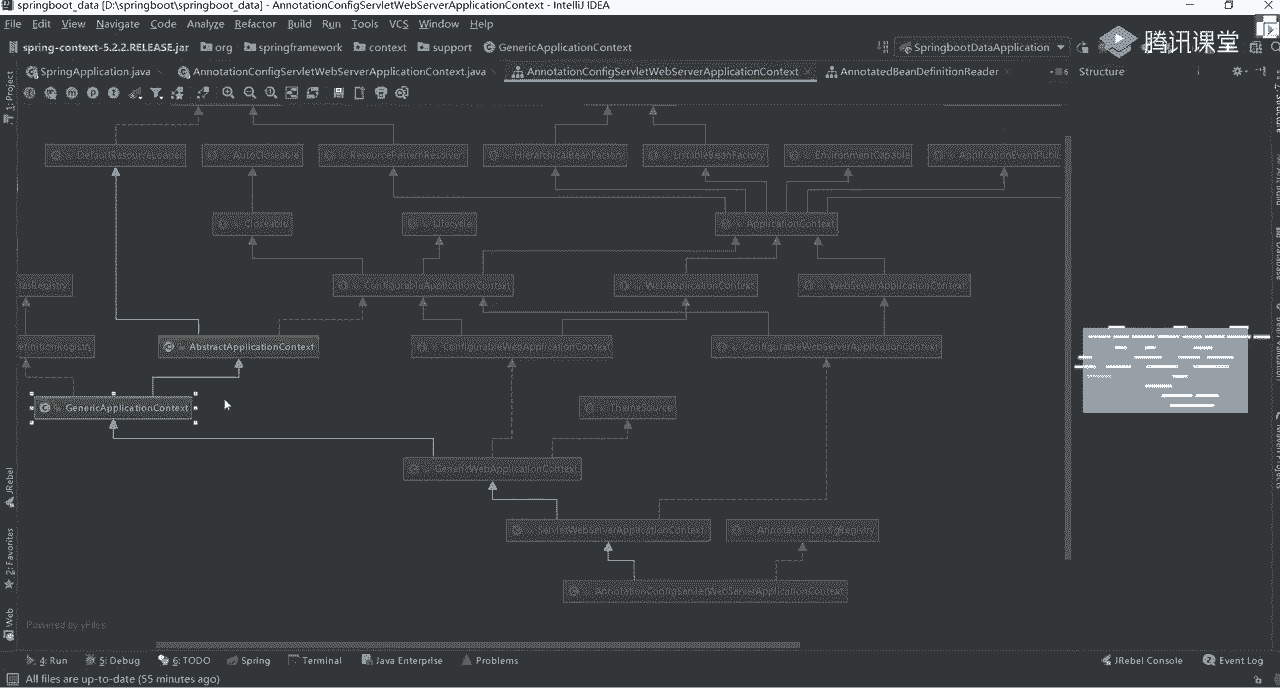 springboot_data [D:\springboot\springboot_data] - AnnotationConfigServletWebServerApplicationContext - IntelliJ IDEA
File Edit View Navigate Code Analyze Refactor Build Run Tools VCS Window Help
spring-context-5.2.2.RELEASE.jar org springframework context support GenericApplicationContext
SpringbootDataApplication
腾讯课堂
SpringApplication.java AnnotationConfigServletWebServerApplicationContext.java AnnotationConfigServletWebServerApplicationContext AnnotatedBeanDefinitionReader Structure
1: Project
DefaultResourceLoader AutoCloseable ResourcePatternResolver HierarchicalBeanFactory ListableBeanFactory EnvironmentCapable ApplicationEventPubli
Closeable Lifecycle ApplicationContext
iasRegistry ConfigurableApplicationContext WebApplicationContext WebServerApplicationContext
efinitionRegistry AbstractApplicationContext
GenericApplicationContext ThemeSource
GenericWebApplicationContext
ServletWebServerApplicationContext AnnotationConfigRegistry
AnnotationConfigServletWebServerApplicationContext
JRebel
2: Favorites
Web
Powered by yFiles
4: Run 5: Debug 6: TODO Spring Terminal Java Enterprise Problems JRebel Console Event Log
All files are up-to-date (55 minutes ago)